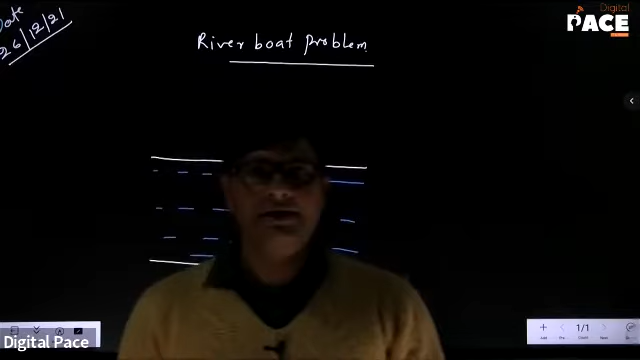 Date
26/12/21
River boat problem
Digital
PACE
1/1
Digital Pace